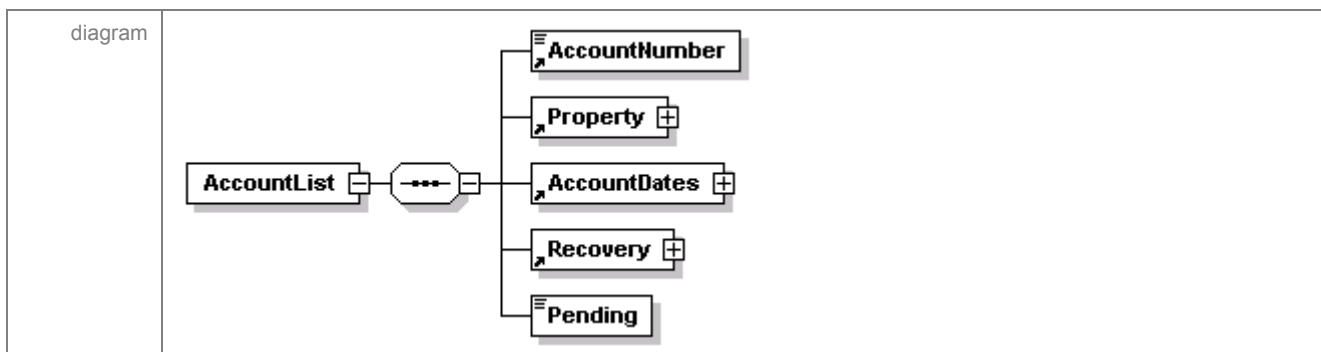 diagram
AccountNumber
Property
AccountList
AccountDates
Recovery
Pending